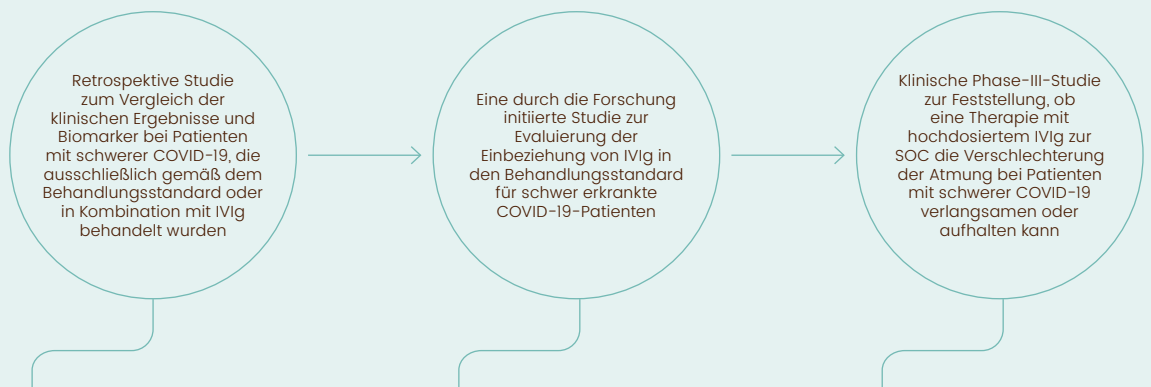 Retrospektive Studie
zum Vergleich der
klinischen Ergebnisse und
Biomarker bei Patienten
mit schwerer COVID-19, die
ausschließlich gemäß dem
Behandlungsstandard oder
in Kombination mit IVIg
behandelt wurden
Eine durch die Forschung
initiierte Studie zur
Evaluierung der
Einbeziehung von IVIg in
den Behandlungsstandard
für schwer erkrankte
COVID-19-Patienten
Klinische Phase-III-Studie
zur Feststellung, ob
eine Therapie mit
hochdosiertem IVIg zur
SOC die Verschlechterung
der Atmung bei Patienten
mit schwerer COVID-19
verlangsamen oder
aufhalten kann